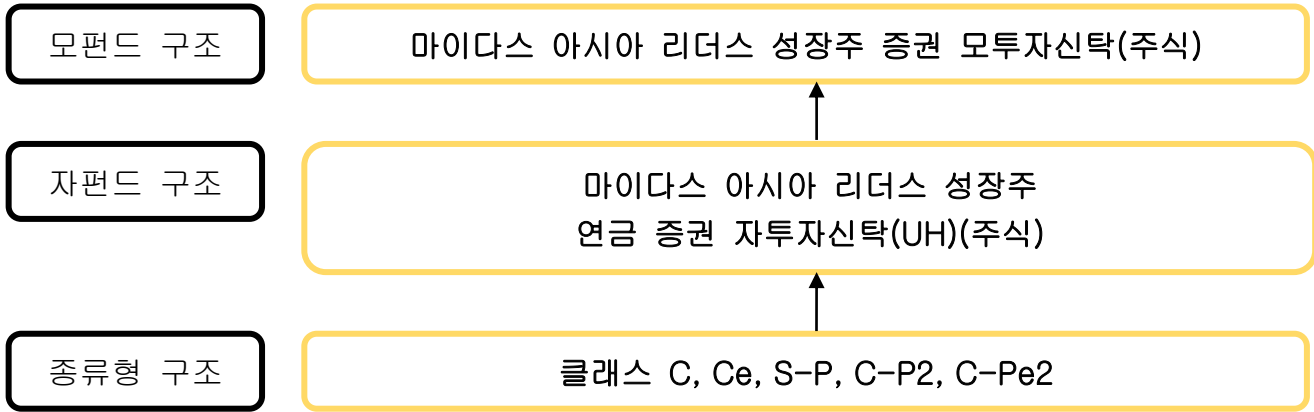 모펀드 구조
마이다스 아시아 리더스 성장주 증권 모투자신탁(주식)
자펀드 구조
마이다스 아시아 리더스 성장주
연금 증권 자투자신탁(UH)(주식)
종류형 구조
클래스 C, Ce, S-P, C-P2, C-Pe2